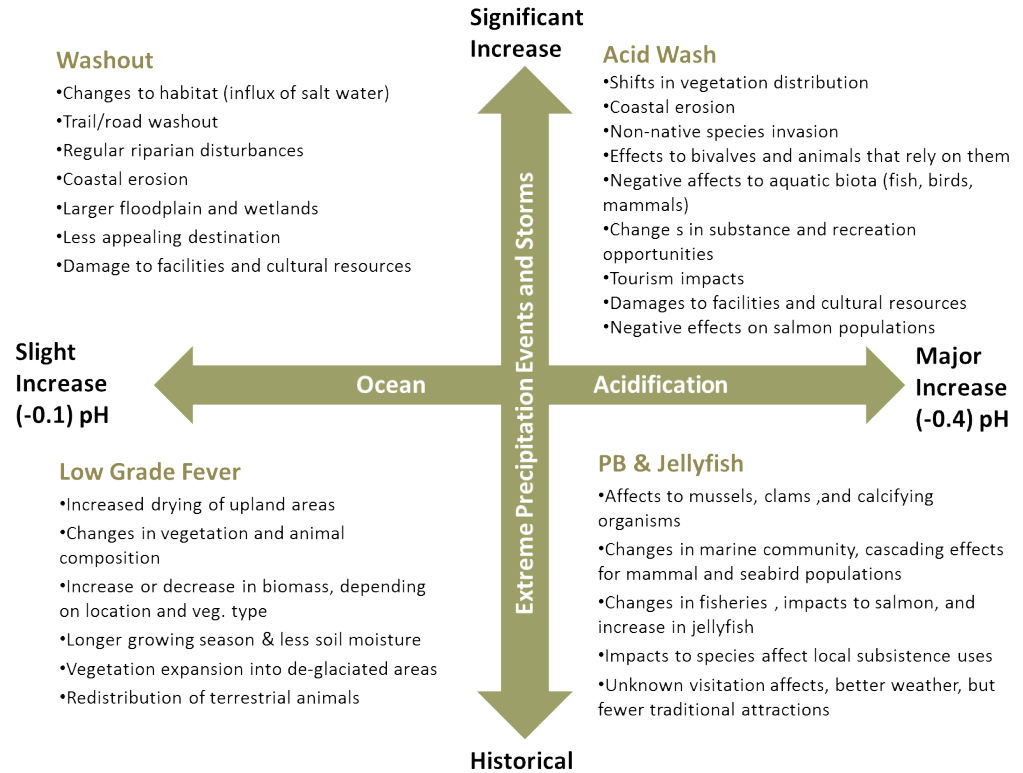 Significant
Increase
Washout
•Changes to habitat (influx of salt water)
•Trail/road washout
•Regular riparian disturbances
•Coastal erosion
•Larger floodplain and wetlands
•Less appealing destination
•Damage to facilities and cultural resources
Acid Wash
•Shifts in vegetation distribution
•Coastal erosion
•Non-native species invasion
•Effects to bivalves and animals that rely on them
•Negative affects to aquatic biota (fish, birds,
mammals)
•Change s in substance and recreation
opportunities
•Tourism impacts
•Damages to facilities and cultural resources
•Negative effects on salmon populations
Slight
Increase
(-0.1) pH
Ocean Acidification
Extreme Precipitation Events and Storms
Major
Increase
(-0.4) pH
Low Grade Fever
•Increased drying of upland areas
•Changes in vegetation and animal
composition
•Increase or decrease in biomass, depending
on location and veg. type
•Longer growing season & less soil moisture
•Vegetation expansion into de-glaciated areas
•Redistribution of terrestrial animals
PB & Jellyfish
•Affects to mussels, clams ,and calcifying
organisms
•Changes in marine community, cascading effects
for mammal and seabird populations
•Changes in fisheries , impacts to salmon, and
increase in jellyfish
•Impacts to species affect local subsistence uses
•Unknown visitation affects, better weather, but
fewer traditional attractions
Historical